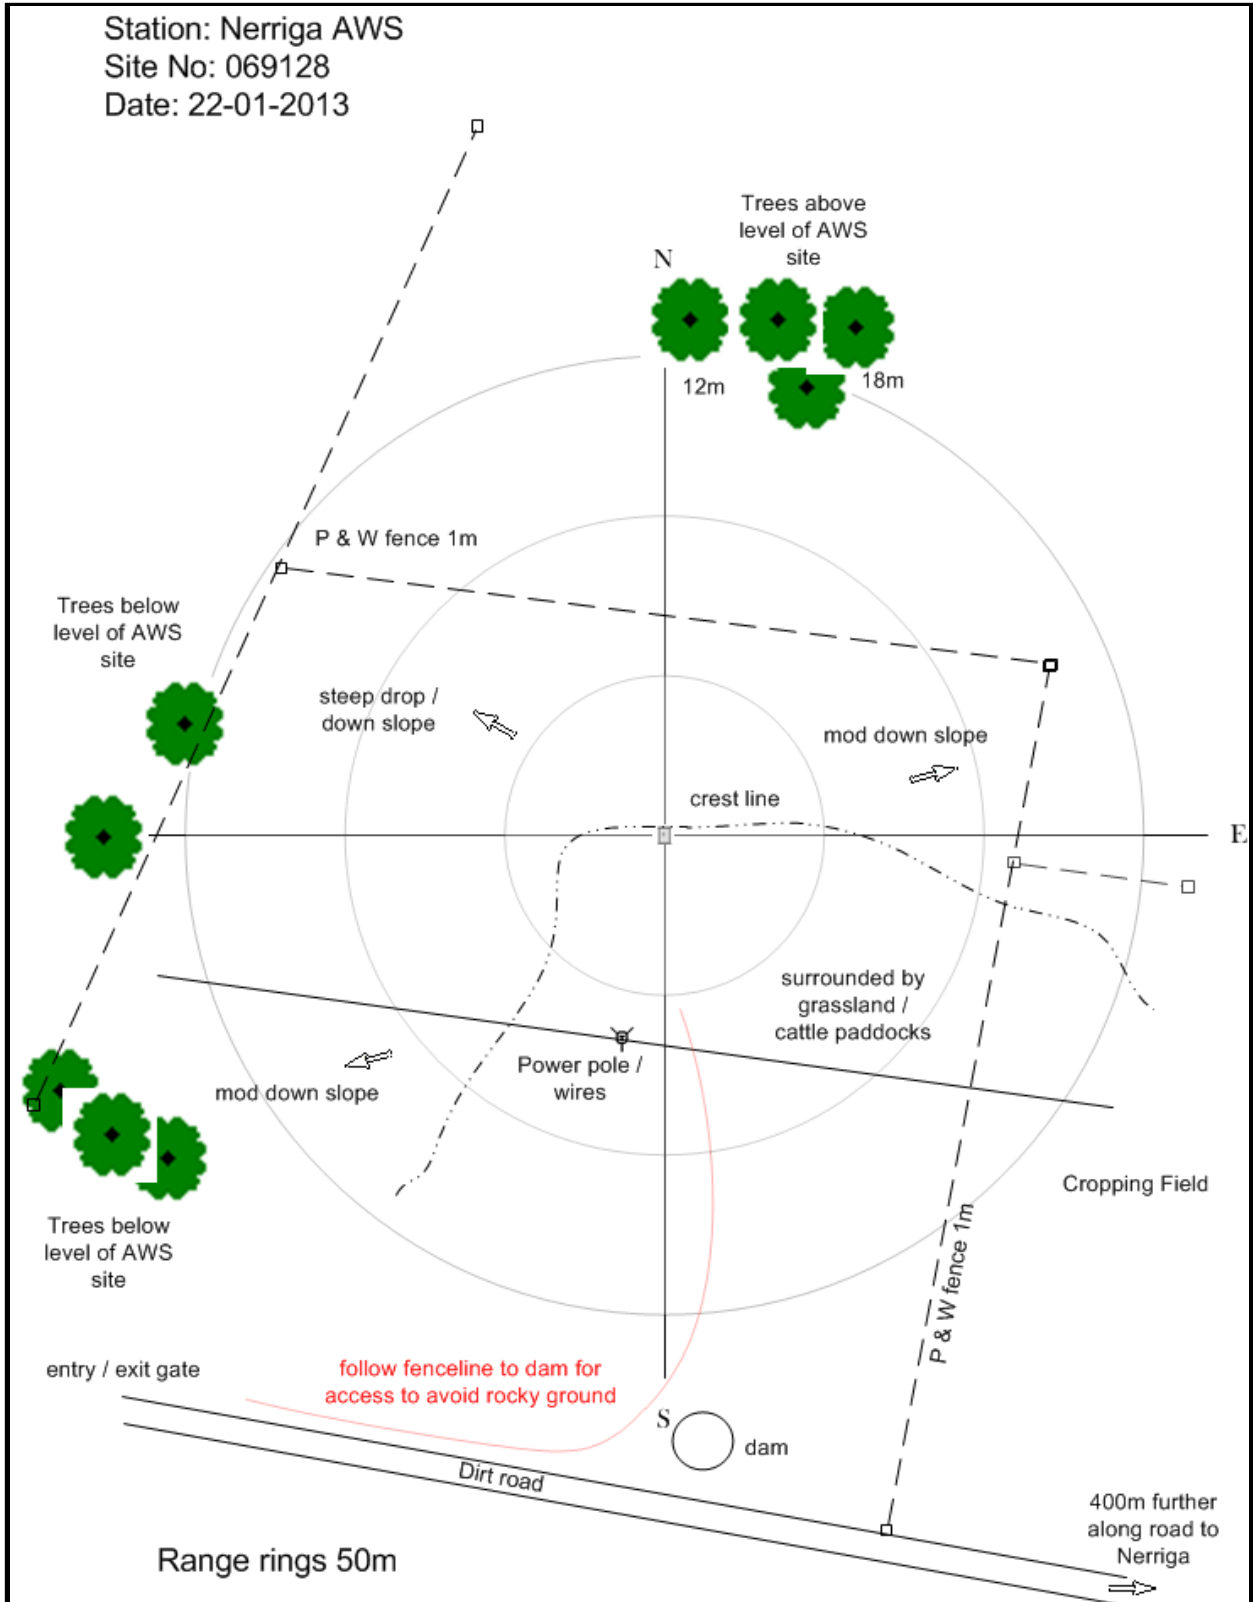 Station: Nerriga AWS
Site No: 069128
Date: 22-01-2013
Trees above
level of AWS
site
N
12m
18m
P & W fence 1m
Trees below
level of AWS
site
steep drop /
down slope
mod down slope
crest line
E
surrounded by
grassland /
cattle paddocks
Power pole /
wires
mod down slope
Cropping Field
P & W fence 1m
Trees below
level of AWS
site
entry / exit gate
follow fenceline to dam for
access to avoid rocky ground
S
dam
Dirt road
400m further
along road to
Nerriga
Range rings 50m